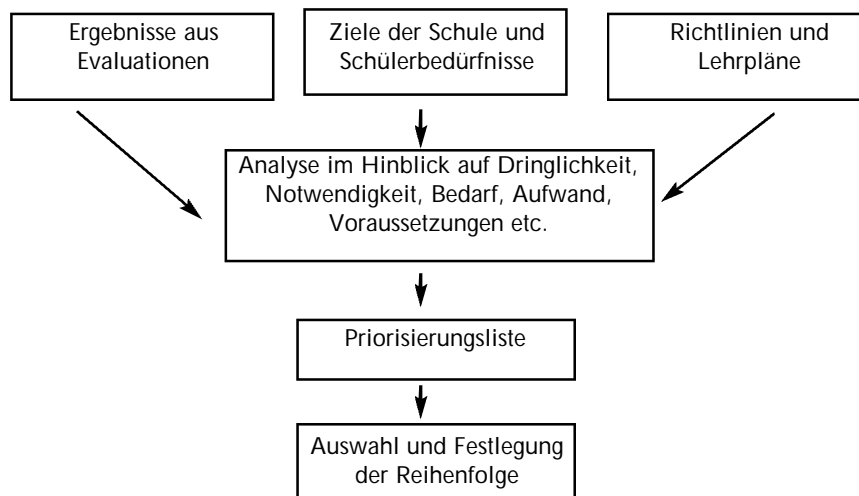 Ergebnisse aus
Evaluationen
Ziele der Schule und
Schülerbedürfnisse
Richtlinien und
Lehrpläne
Analyse im Hinblick auf Dringlichkeit,
Notwendigkeit, Bedarf, Aufwand,
Voraussetzungen etc.
Priorisierungsliste
Auswahl und Festlegung
der Reihenfolge